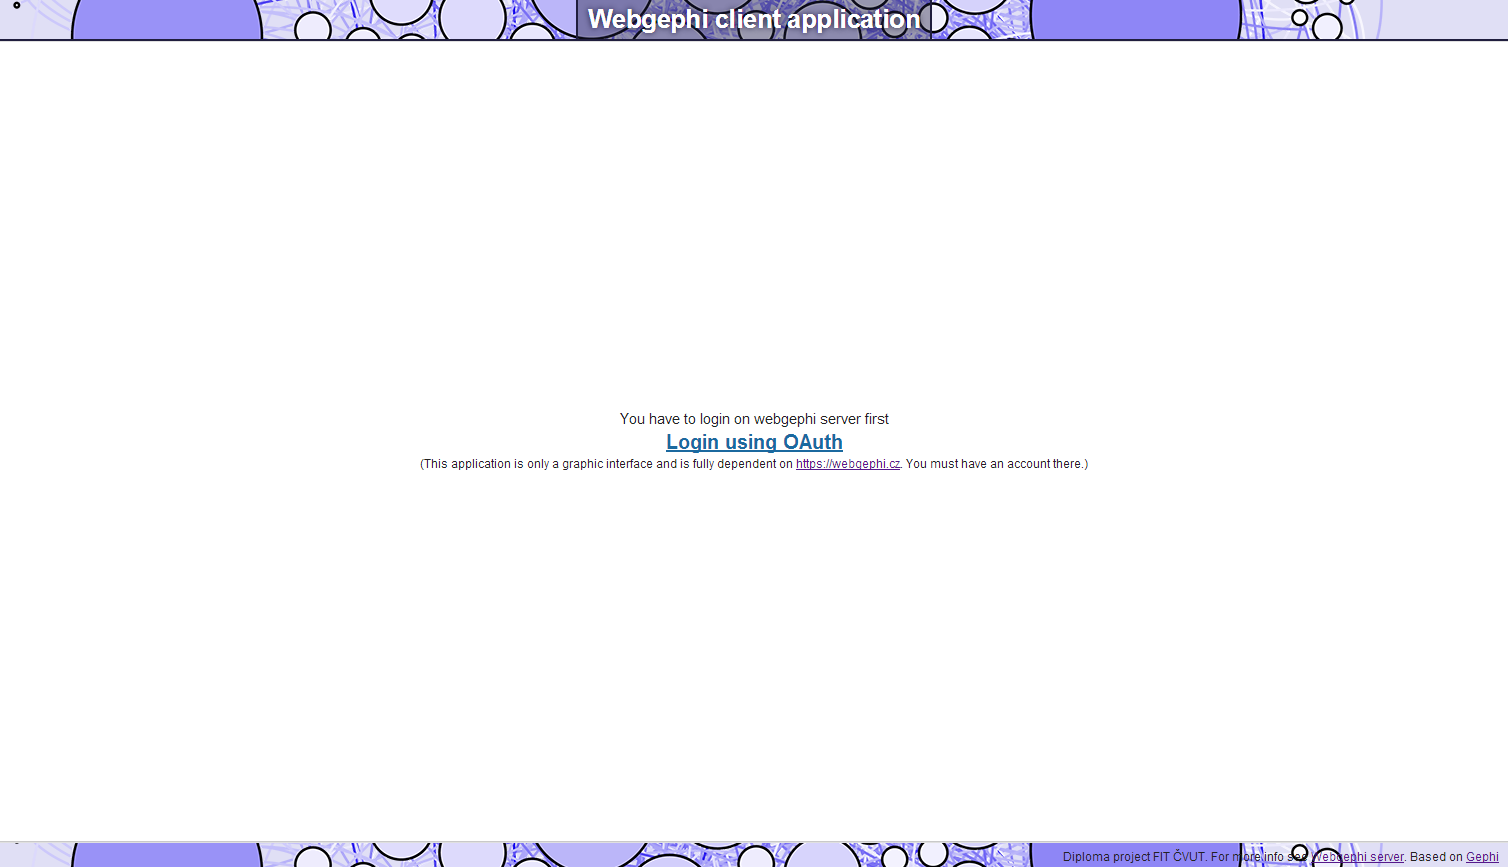 Webgephi client application
You have to login on webgephi server first
Login using OAuth
(This application is only a graphic interface and is fully dependent on https://webgephi.cz. You must have an account there.)
Diploma project FIT ČVUT. For more info see Webgephi server. Based on Gephi